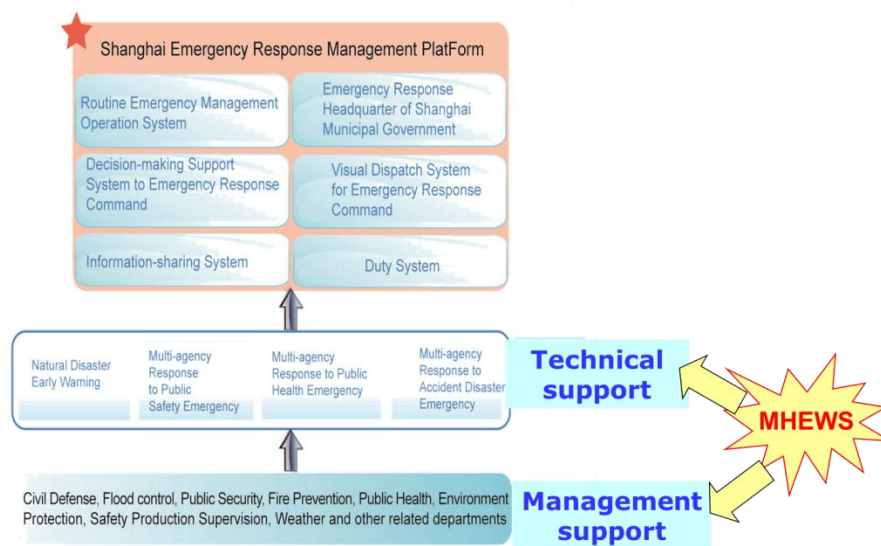 Shanghai Emergency Response Management PlatForm
Routine Emergency Management
Operation System
Emergency Response
Headquarter of Shanghai
Municipal Government
Decision-making Support
System to Emergency Response
Command
Visual Dispatch System
for Emergency Response
Command
Information-sharing System
Duty System
Natural Disaster
Early Warning
Multi-agency
Response
to Public
Safety Emergency
Multi-agency
Response to Public
Health Emergency
Multi-agency
Response to
Accident Disaster
Emergency
Technical
support
MHEWS
Civil Defense, Flood control, Public Security, Fire Prevention, Public Health, Environment
Protection, Safety Production Supervision, Weather and other related departments
Management
support